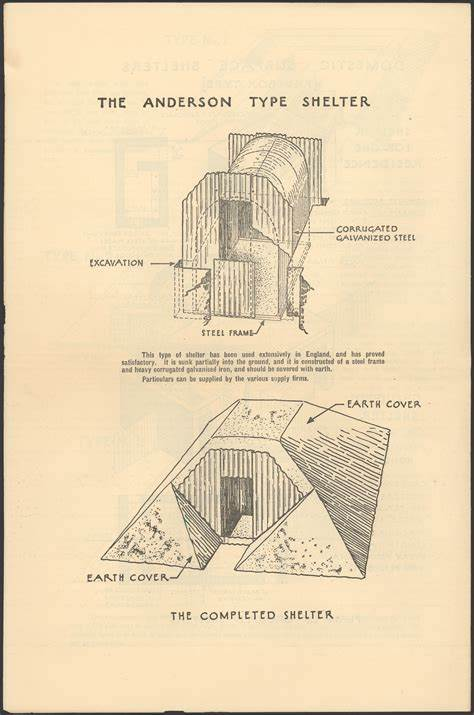 THE ANDERSON TYPE SHELTER
CORRUGATED
GALVANIZED STEEL
EXCAVATION
STEEL FRAME
This type of shelter has been used extensively in England, and has proved
satisfactory. It is sunk partially into the ground, and it is constructed of a steel frame
and heavy corrugated galvanised iron, and should be covered with earth.
Particulars can be supplied by the various supply firms.
EARTH COVER
EARTH COVER
THE COMPLETED SHELTER